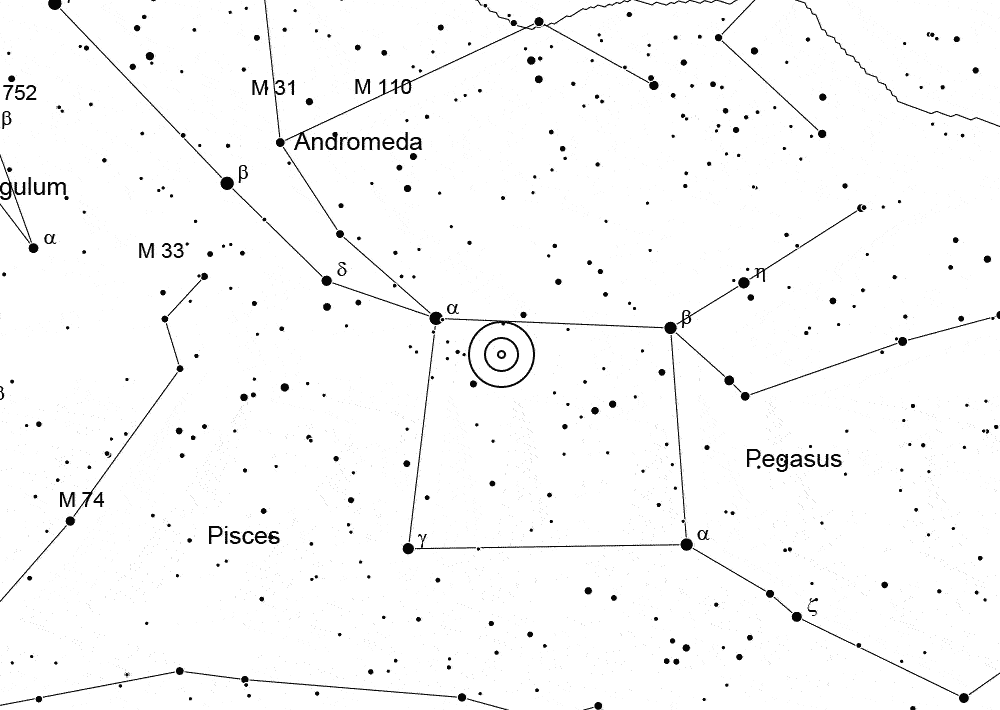 M 31
M 110
752
β
Andromeda
β
gulum
α
M 33
δ
η
α
β
β
Pegasus
M 74
Pisces
γ
α
ζ